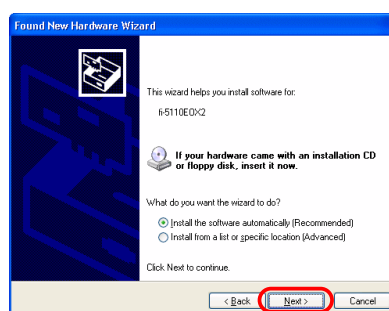 Found New Hardware Wizard
This wizard helps you install software for:
fi-5110EOX2
If your hardware came with an installation CD
or floppy disk, insert it now.
What do you want the wizard to do?
Install the software automatically (Recommended)
Install from a list or specific location (Advanced)
Click Next to continue.
< Back Next > Cancel